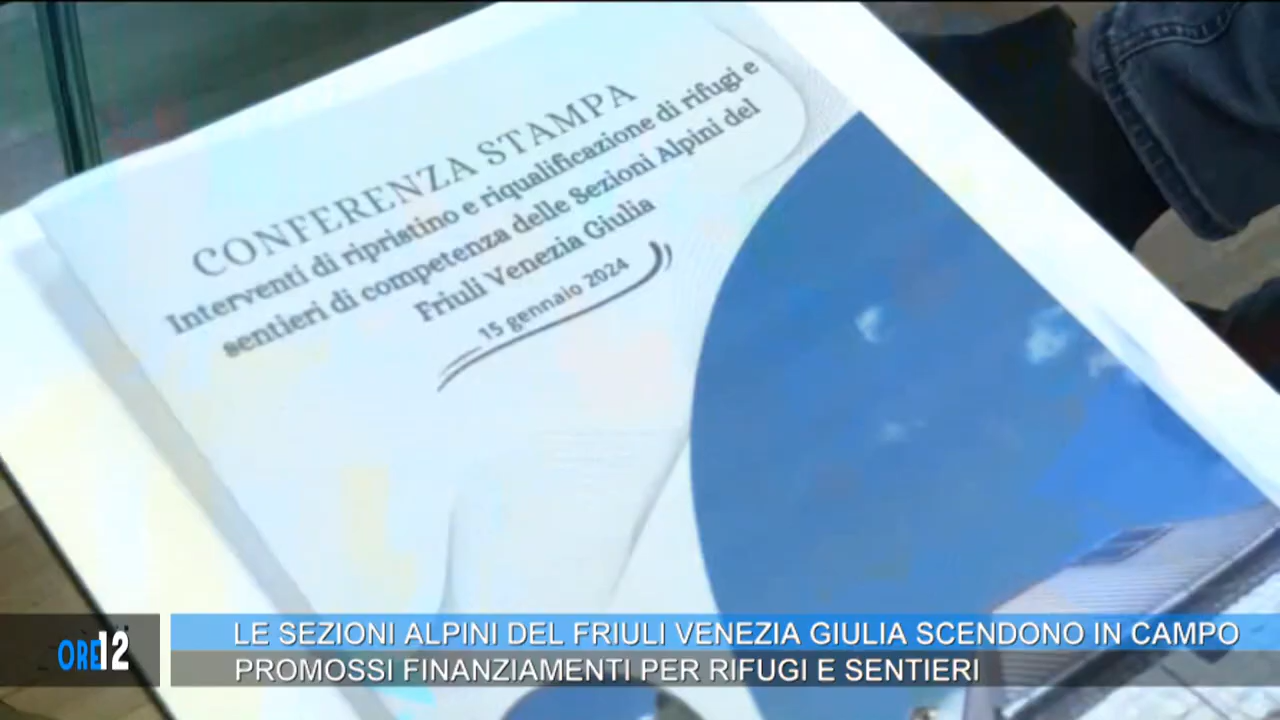 CONFERENZA STAMPA
Interventi di ripristino e riqualificazione di rifugi e
sentieri di competenza delle Sezioni Alpini del
Friuli Venezia Giulia
15 gennaio 2024
ORE12
LE SEZIONI ALPINI DEL FRIULI VENEZIA GIULIA SCENDONO IN CAMPO
PROMOSSI FINANZIAMENTI PER RIFUGI E SENTIERI